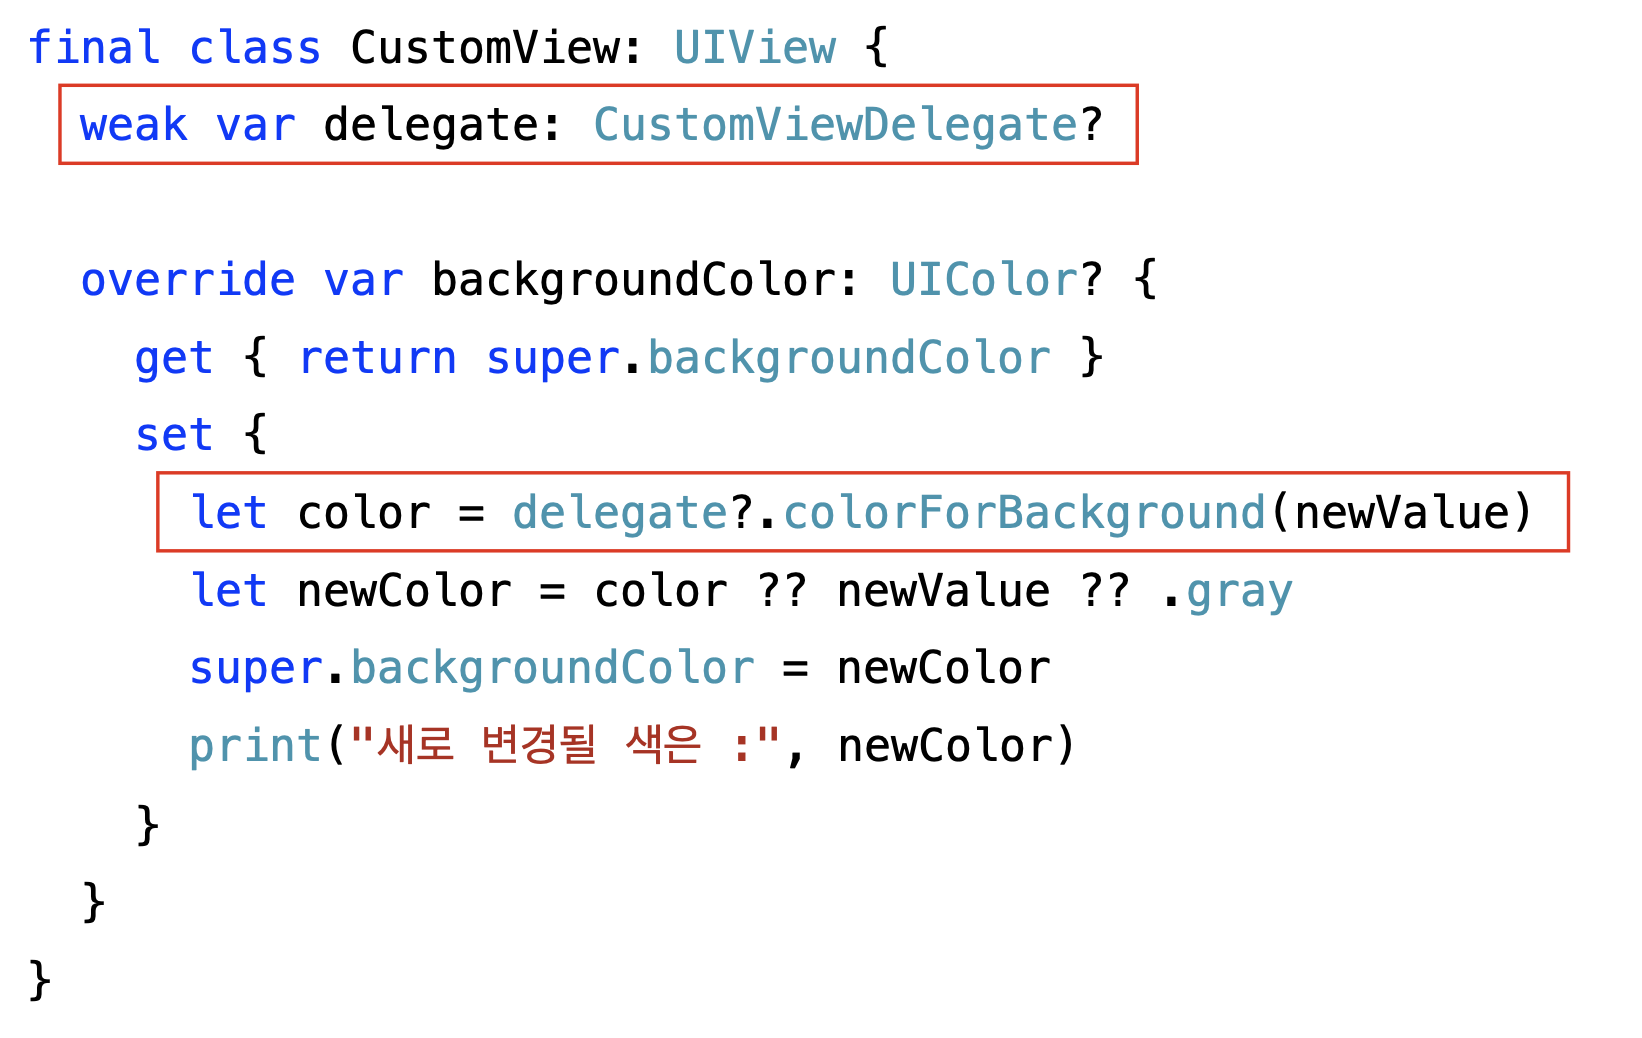 final class CustomView: UIView {
weak var delegate: CustomViewDelegate?
override var backgroundColor: UIColor? {
get { return super.backgroundColor }
set {
let color = delegate?.colorForBackground(newValue)
let newColor = color ?? newValue ?? .gray
super.backgroundColor = newColor
print("새로 변경될 색은 :", newColor)
}
}
}